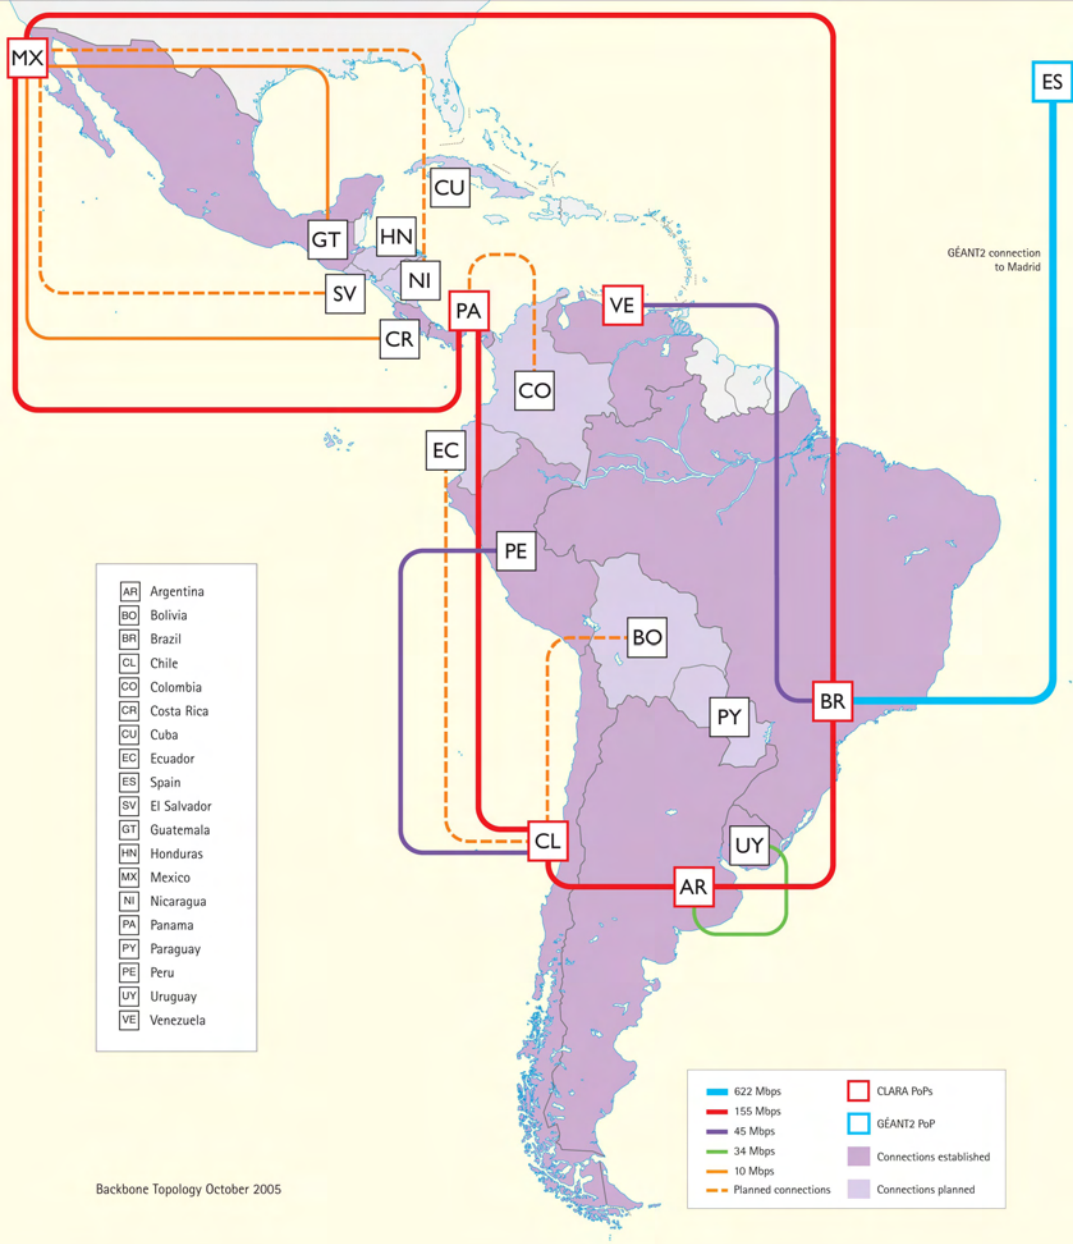 MX
ES
CU
GT
HN
GÉANT2 connection
to Madrid
NI
SV
PA
VE
CR
CO
EC
PE
BO
BR
PY
CL
UY
AR
AR Argentina
BO Bolivia
BR Brazil
CL Chile
CO Colombia
CR Costa Rica
CU Cuba
EC Ecuador
ES Spain
SV El Salvador
GT Guatemala
HN Honduras
MX Mexico
NI Nicaragua
PA Panama
PY Paraguay
PE Peru
UY Uruguay
VE Venezuela
622 Mbps
155 Mbps
45 Mbps
34 Mbps
10 Mbps
Planned connections
CLARA PoPs
GÉANT2 PoP
Connections established
Connections planned
Backbone Topology October 2005